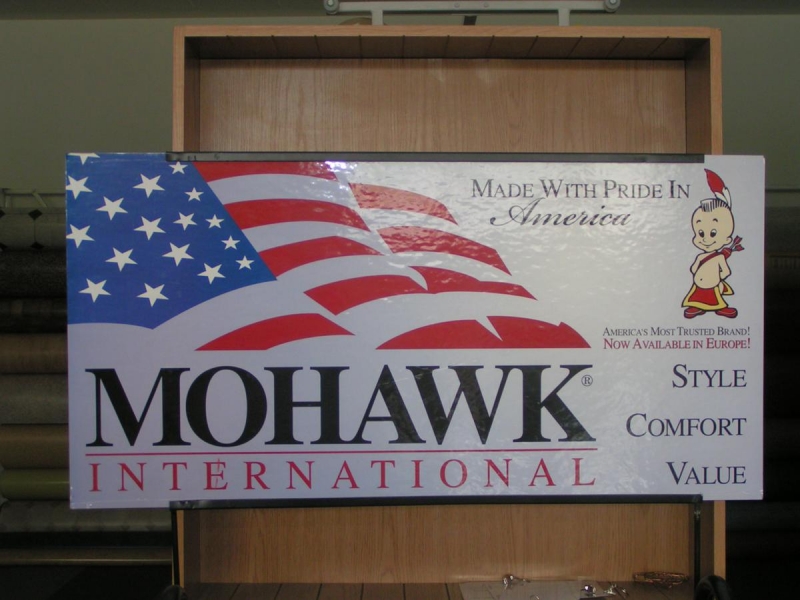 MADE WITH PRIDE IN
America
AMERICA'S MOST TRUSTED BRAND!
NOW AVAILABLE IN EUROPE!
MOHAWK®
INTERNATIONAL
STYLE
COMFORT
VALUE